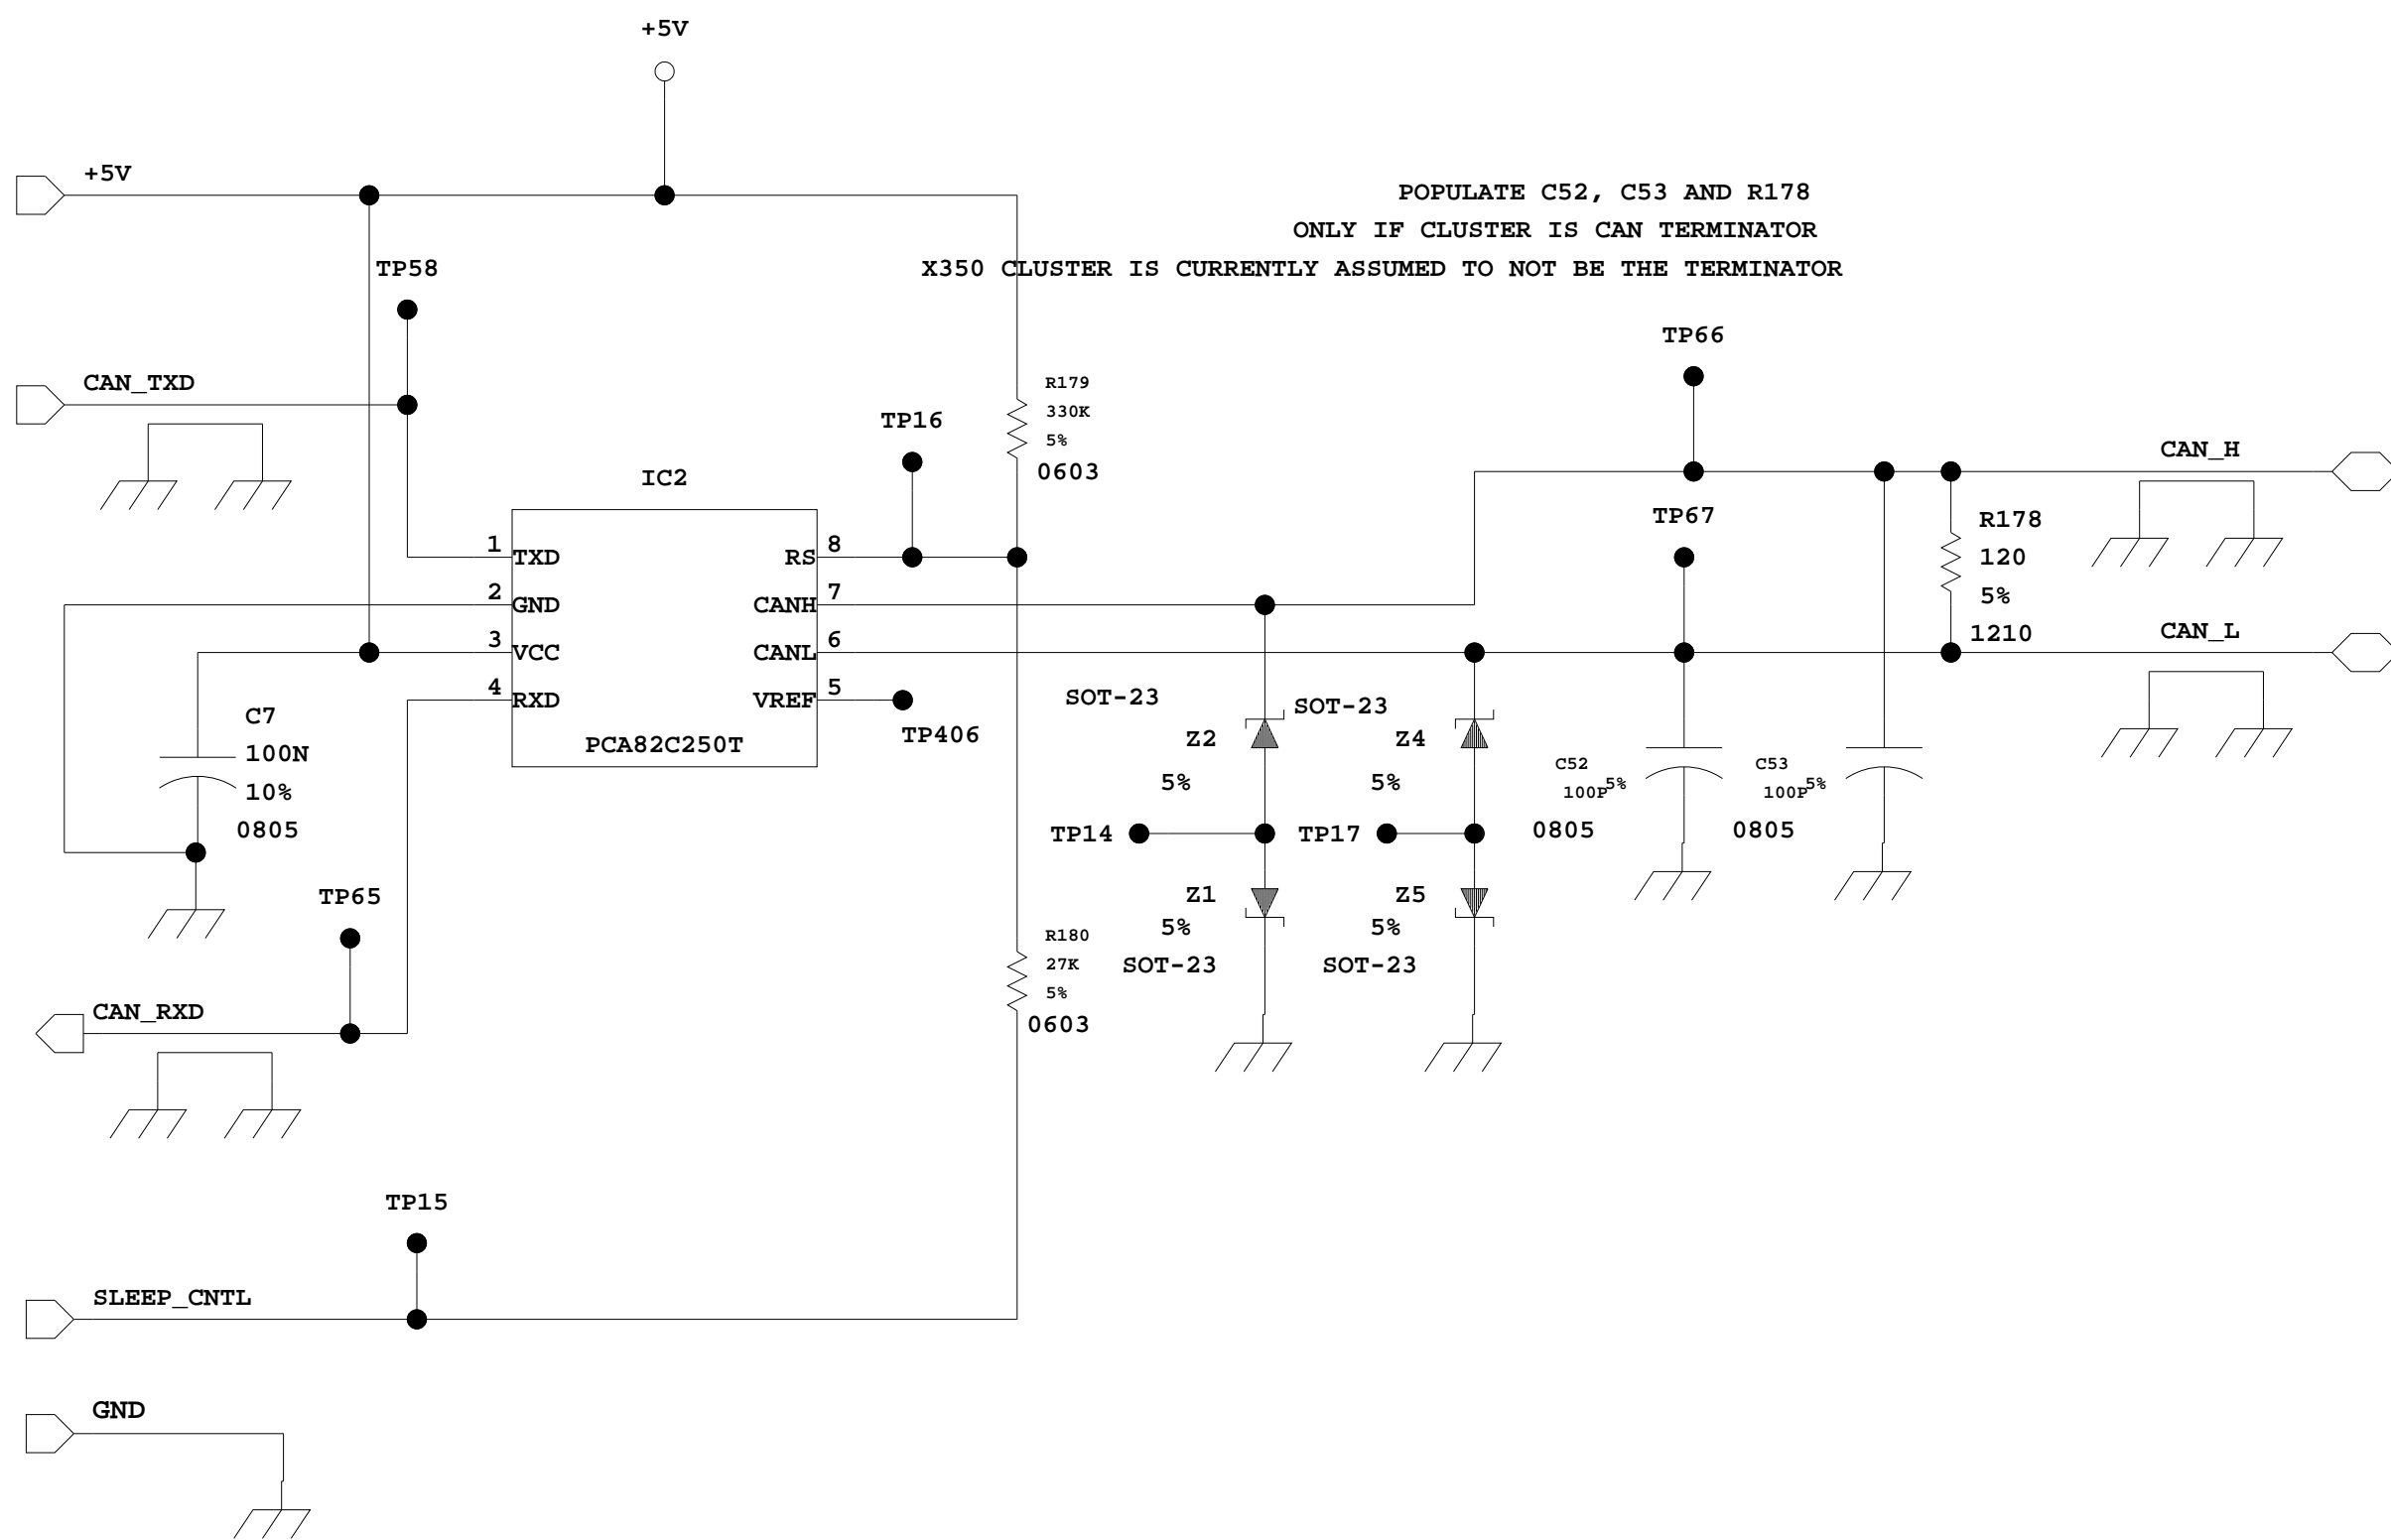 +5V
+5V
POPULATE C52, C53 AND R178
ONLY IF CLUSTER IS CAN TERMINATOR
X350 CLUSTER IS CURRENTLY ASSUMED TO NOT BE THE TERMINATOR
TP58
TP66
CAN_TXD
R179
330K
5%
0603
TP16
CAN_H
IC2
TP67
R178
120
5%
1210
1
TXD
RS
8
2
GND
CANH
7
3
VCC
CANL
6
4
RXD
VREF
5
PCA82C250T
TP406
CAN_L
SOT-23
SOT-23
Z2
5%
Z4
5%
C7
100N
10%
0805
C52
100P
5%
0805
C53
100P
5%
0805
TP14
TP17
Z1
5%
SOT-23
Z5
5%
SOT-23
TP65
R180
27K
5%
0603
CAN_RXD
TP15
SLEEP_CNTL
GND